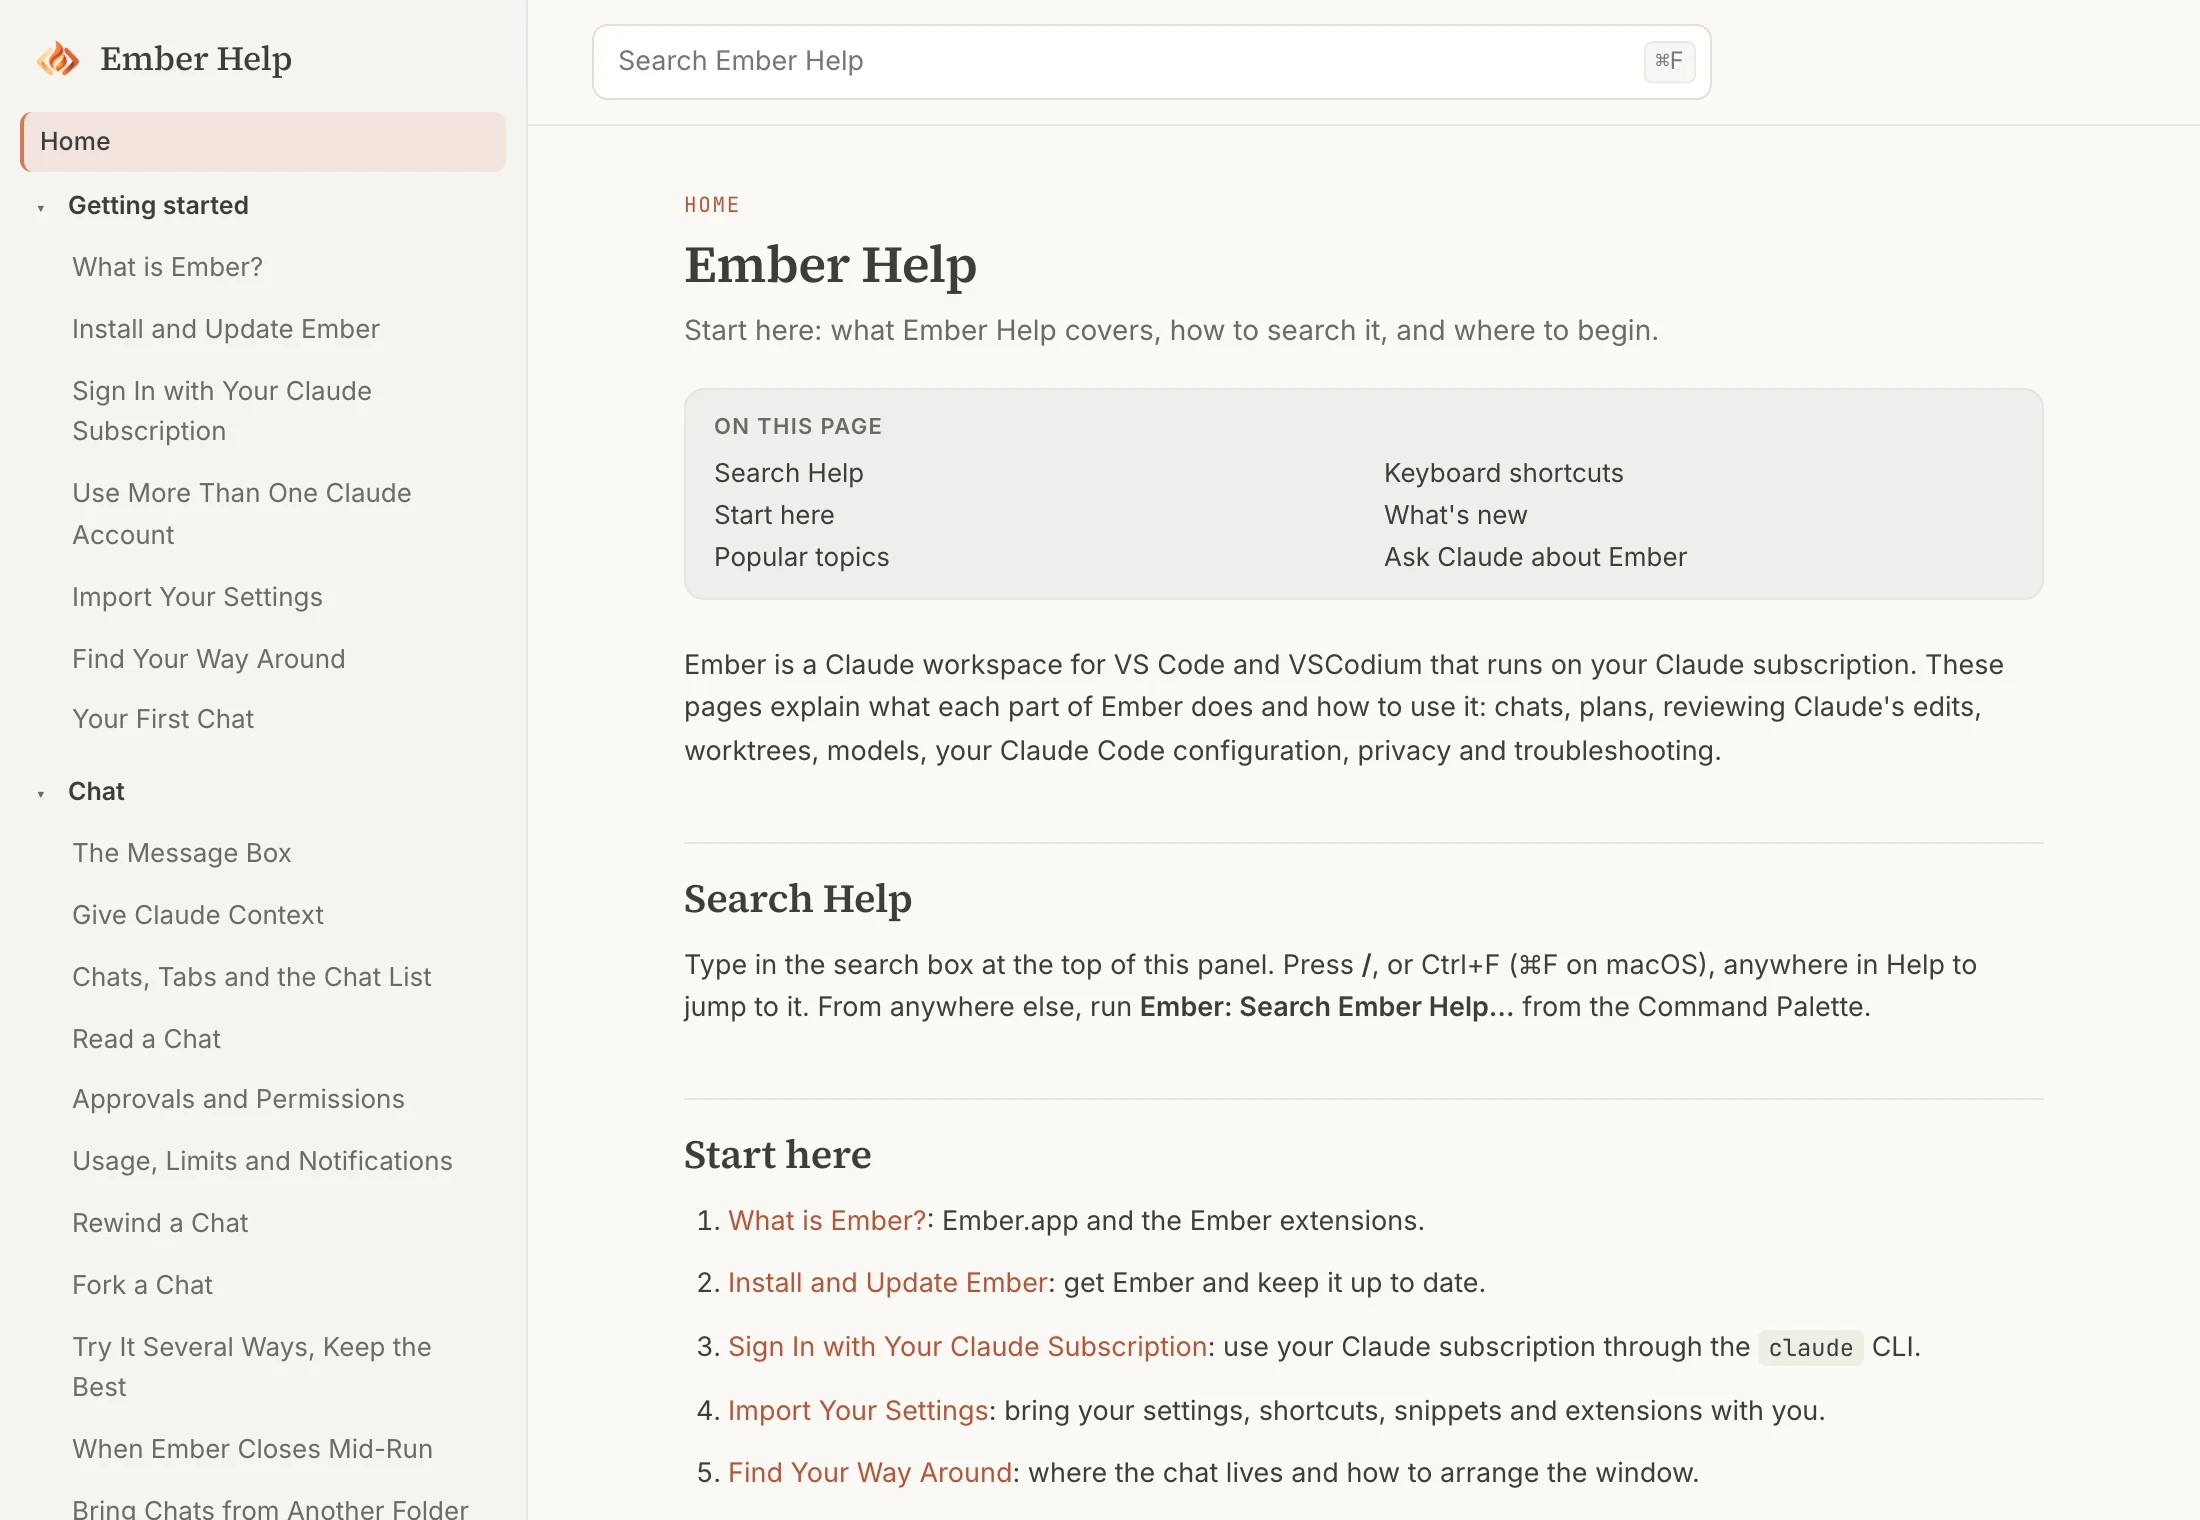 Ember Help
Home
Getting started
What is Ember?
Install and Update Ember
Sign In with Your Claude
Subscription
Use More Than One Claude
Account
Import Your Settings
Find Your Way Around
Your First Chat
Chat
The Message Box
Give Claude Context
Chats, Tabs and the Chat List
Read a Chat
Approvals and Permissions
Usage, Limits and Notifications
Rewind a Chat
Fork a Chat
Try It Several Ways, Keep the
Best
When Ember Closes Mid-Run
Bring Chats from Another Folder
Search Ember Help
⌘F
HOME
Ember Help
Start here: what Ember Help covers, how to search it, and where to begin.
ON THIS PAGE
Search Help
Start here
Popular topics
Keyboard shortcuts
What's new
Ask Claude about Ember
Ember is a Claude workspace for VS Code and VSCodium that runs on your Claude subscription. These
pages explain what each part of Ember does and how to use it: chats, plans, reviewing Claude's edits,
worktrees, models, your Claude Code configuration, privacy and troubleshooting.
Search Help
Type in the search box at the top of this panel. Press /, or Ctrl+F (⌘F on macOS), anywhere in Help to
jump to it. From anywhere else, run Ember: Search Ember Help... from the Command Palette.
Start here
1. What is Ember?: Ember.app and the Ember extensions.
2. Install and Update Ember: get Ember and keep it up to date.
3. Sign In with Your Claude Subscription: use your Claude subscription through the claude CLI.
4. Import Your Settings: bring your settings, shortcuts, snippets and extensions with you.
5. Find Your Way Around: where the chat lives and how to arrange the window.